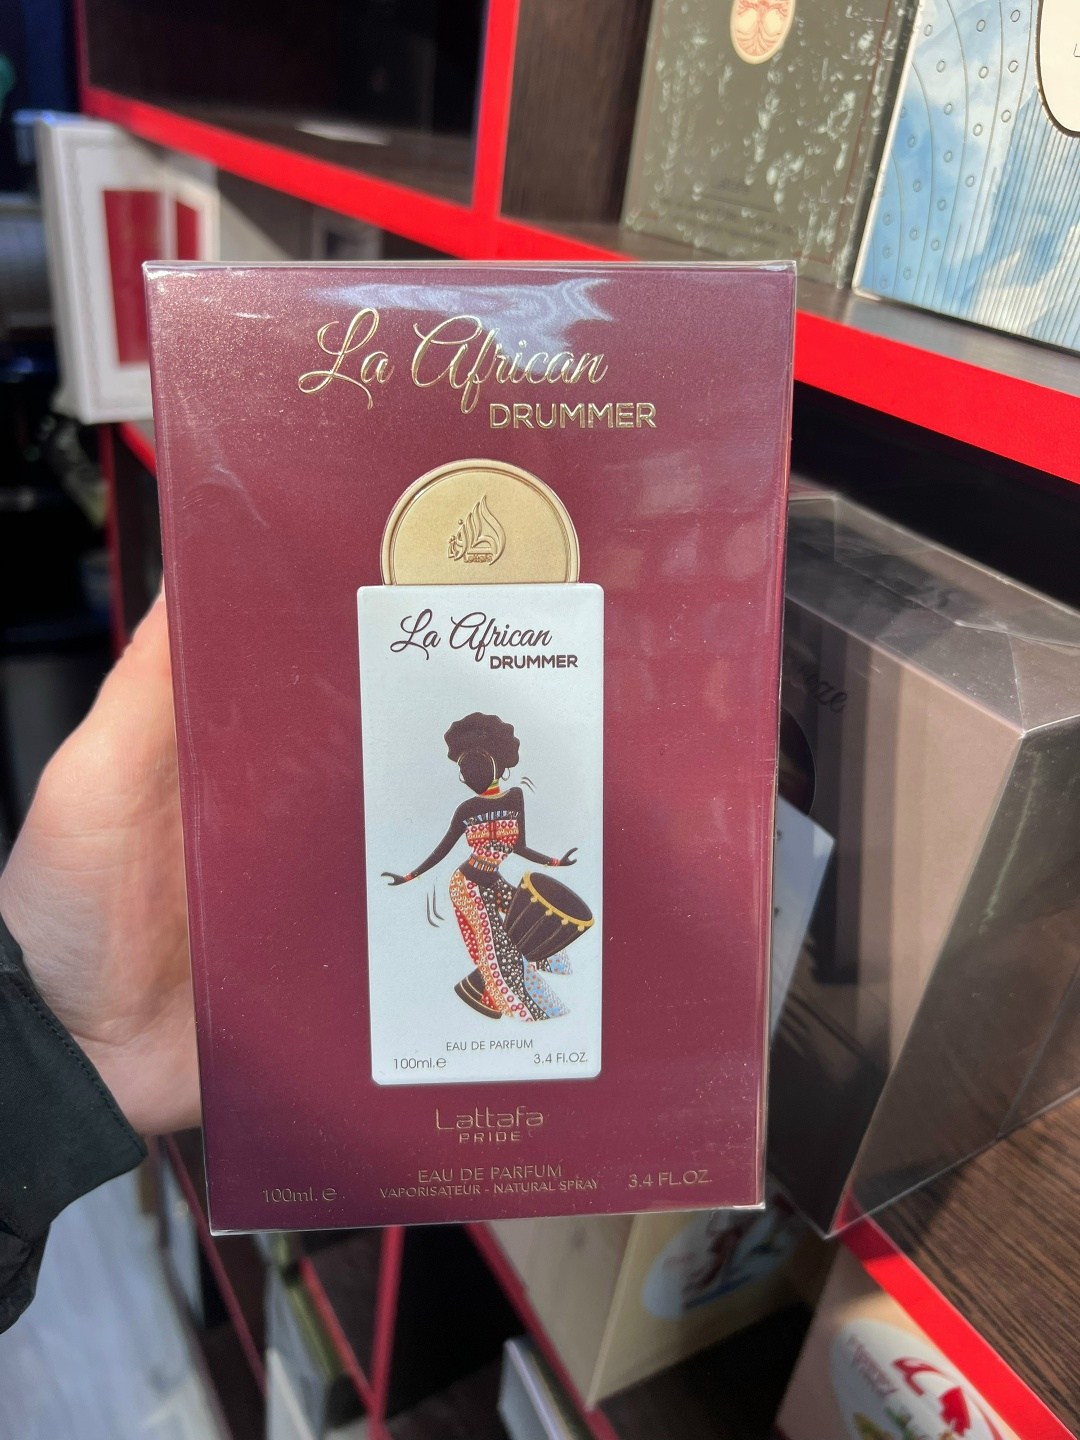 La African
DRUMMER
Lattafa
La African
DRUMMER
EAU DE PARFUM
100ml.e 3.4 Fl.OZ.
Lattafa
PRIDE
EAU DE PARFUM
100ml. e. VAPORISATEUR - NATURAL SPRAY 3.4 FL.OZ.